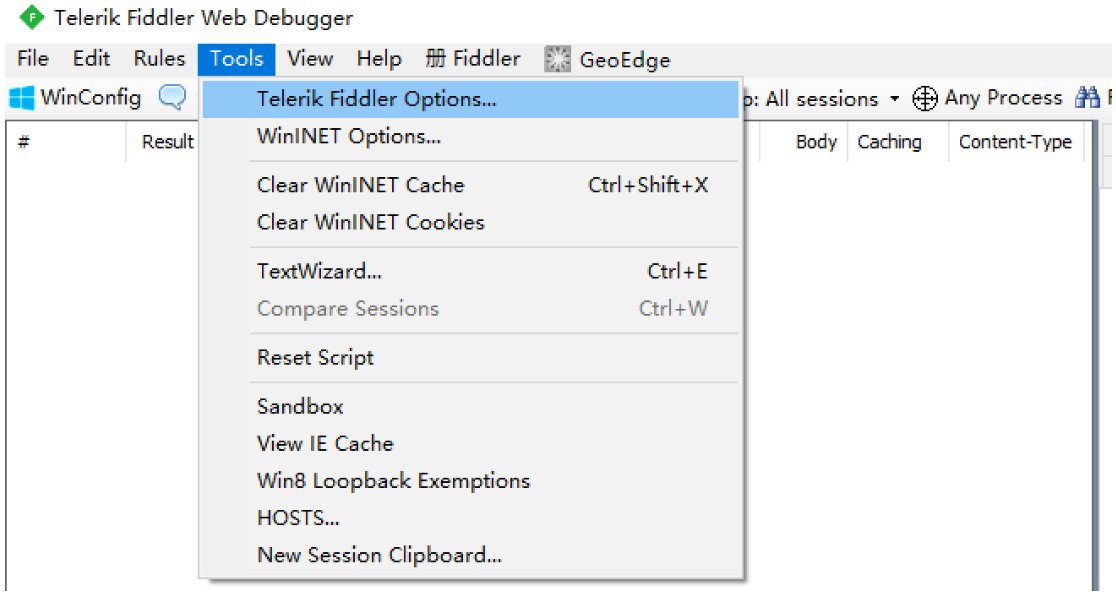 Telerik Fiddler Web Debugger
File Edit Rules Tools View Help 册 Fiddler GeoEdge
WinConfig : All sessions Any Process
# Result Body Caching Content-Type
Telerik Fiddler Options...
WinINET Options...
Clear WinINET Cache Ctrl+Shift+X
Clear WinINET Cookies
TextWizard... Ctrl+E
Compare Sessions Ctrl+W
Reset Script
Sandbox
View IE Cache
Win8 Loopback Exemptions
HOSTS...
New Session Clipboard...